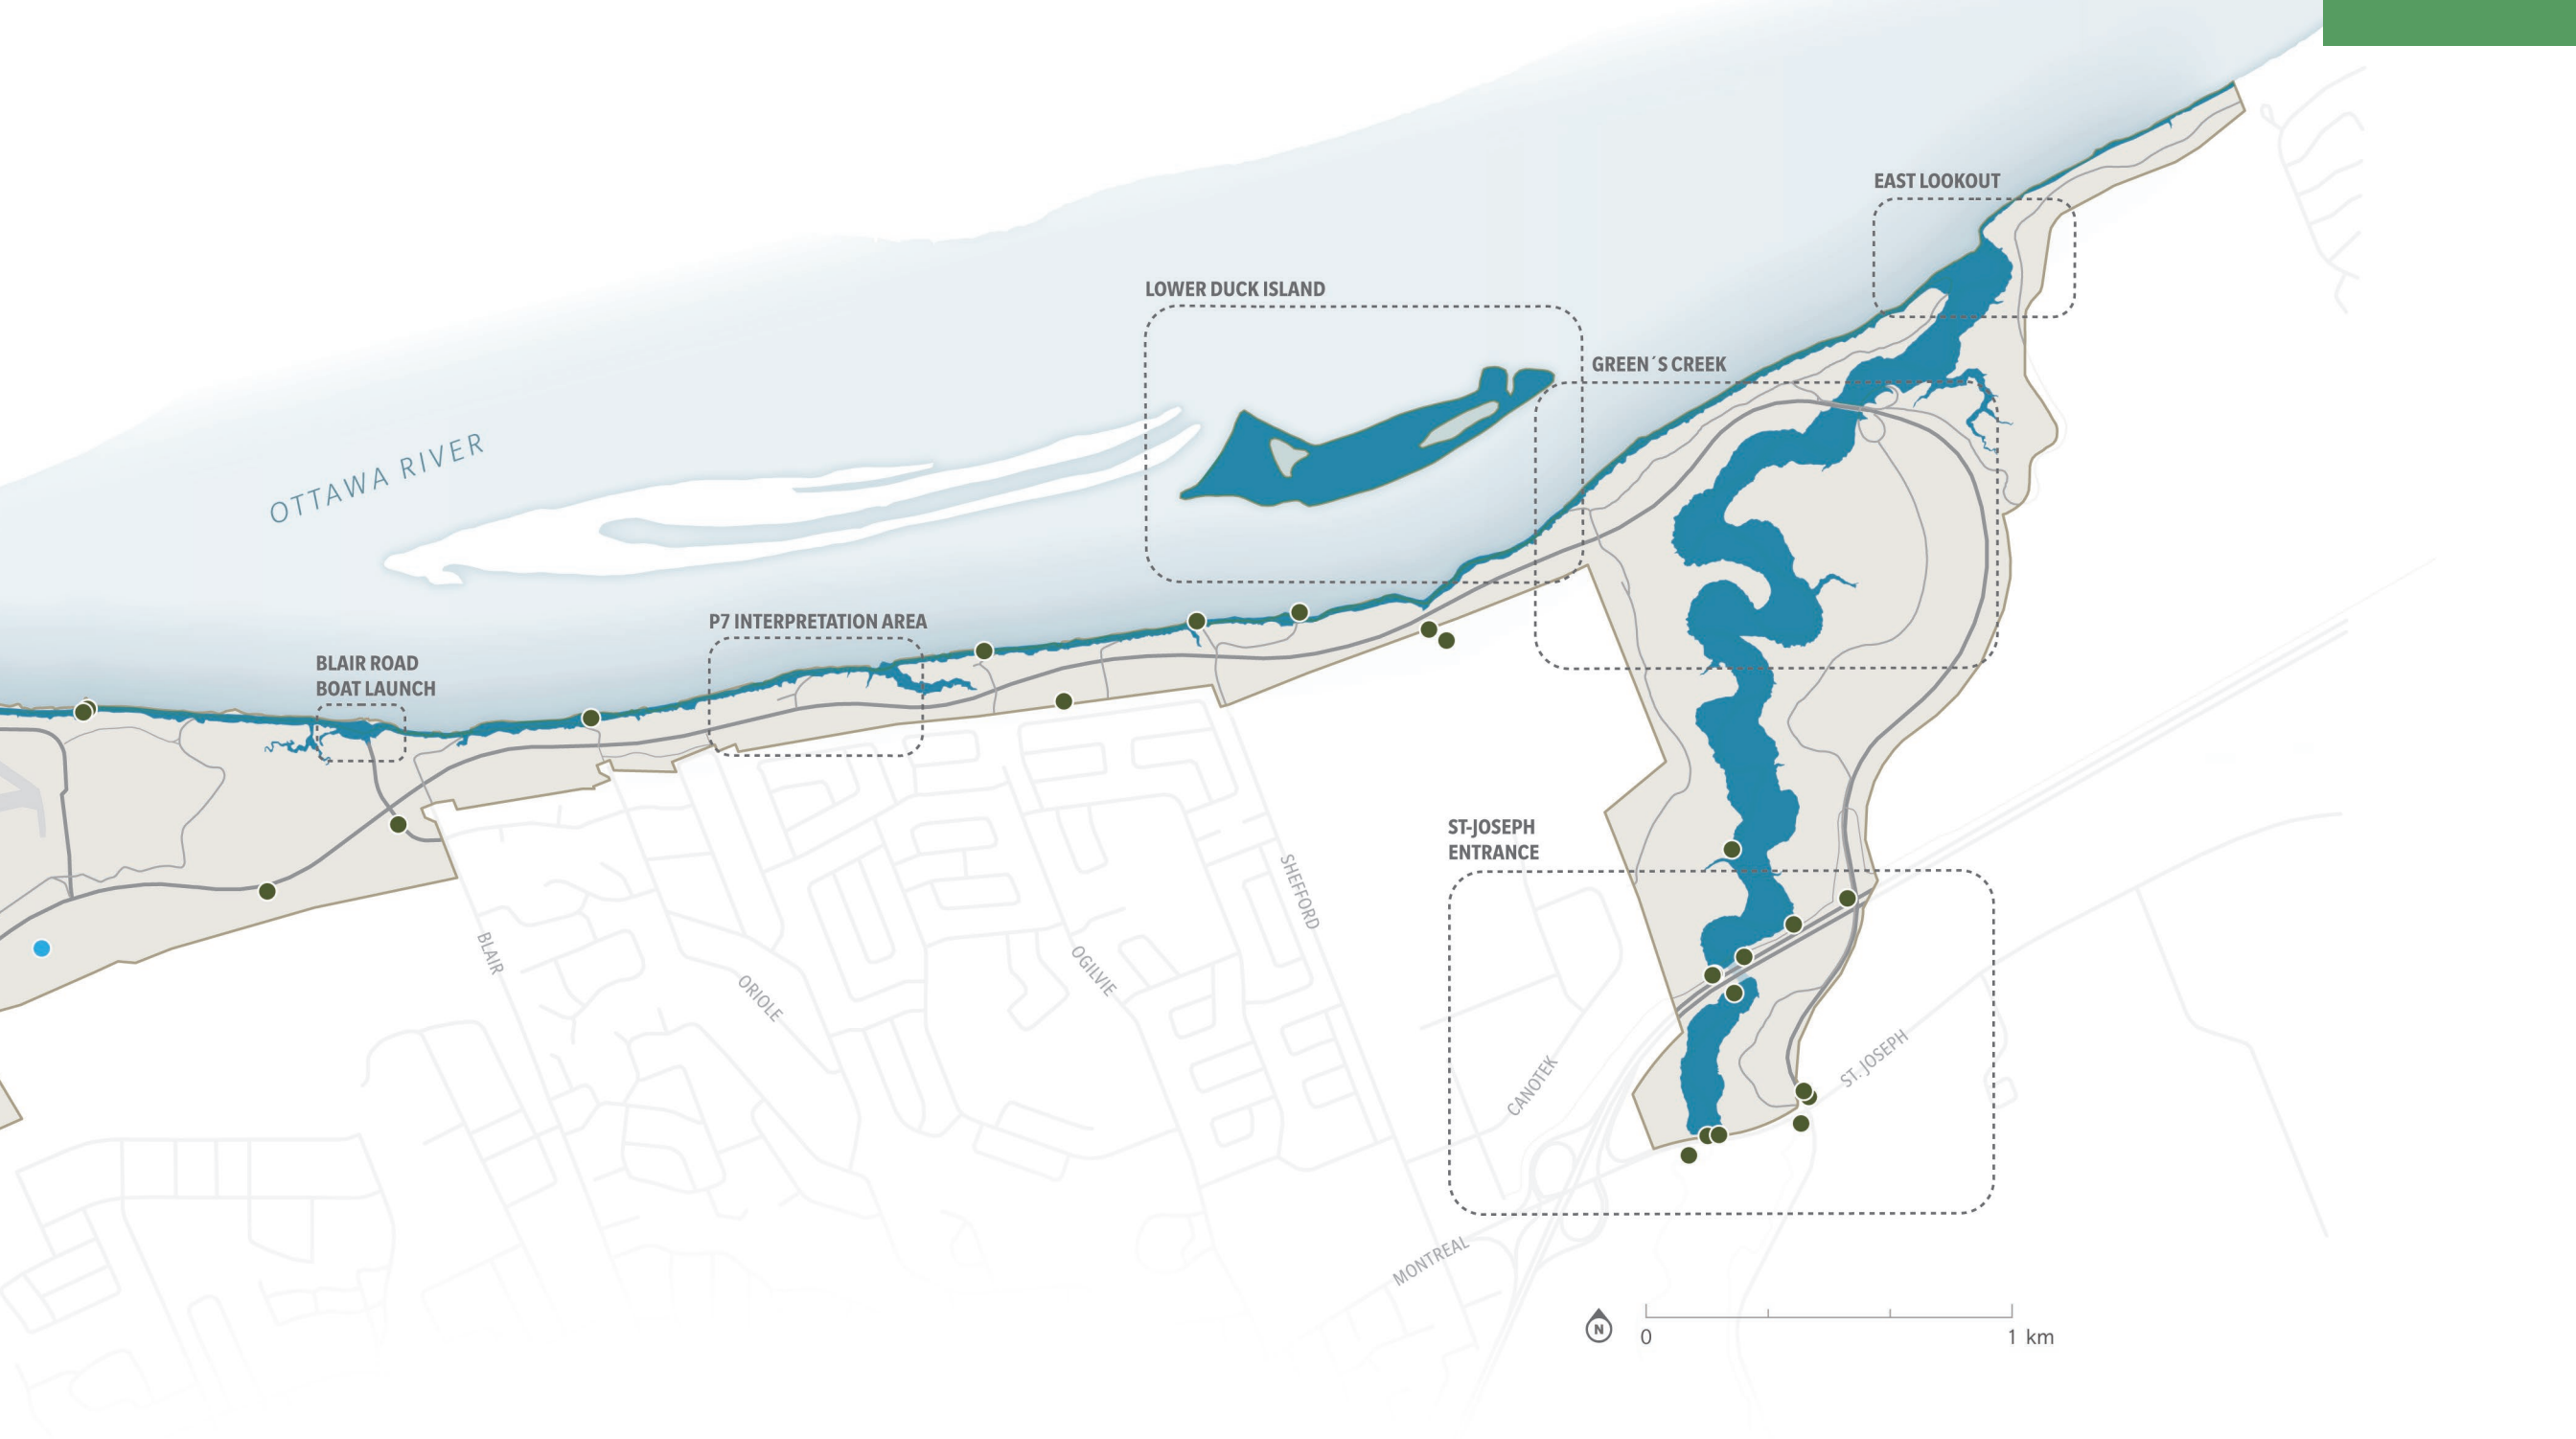 EAST LOOKOUT
LOWER DUCK ISLAND
GREEN´S CREEK
OTTAWA RIVER
P7 INTERPRETATION AREA
BLAIR ROAD
BOAT LAUNCH
ST-JOSEPH
ENTRANCE
SHEFFORD
BLAIR
ORIOLE
OGILVIE
CANOTEK
ST. JOSEPH
MONTREAL
N
0
1 km